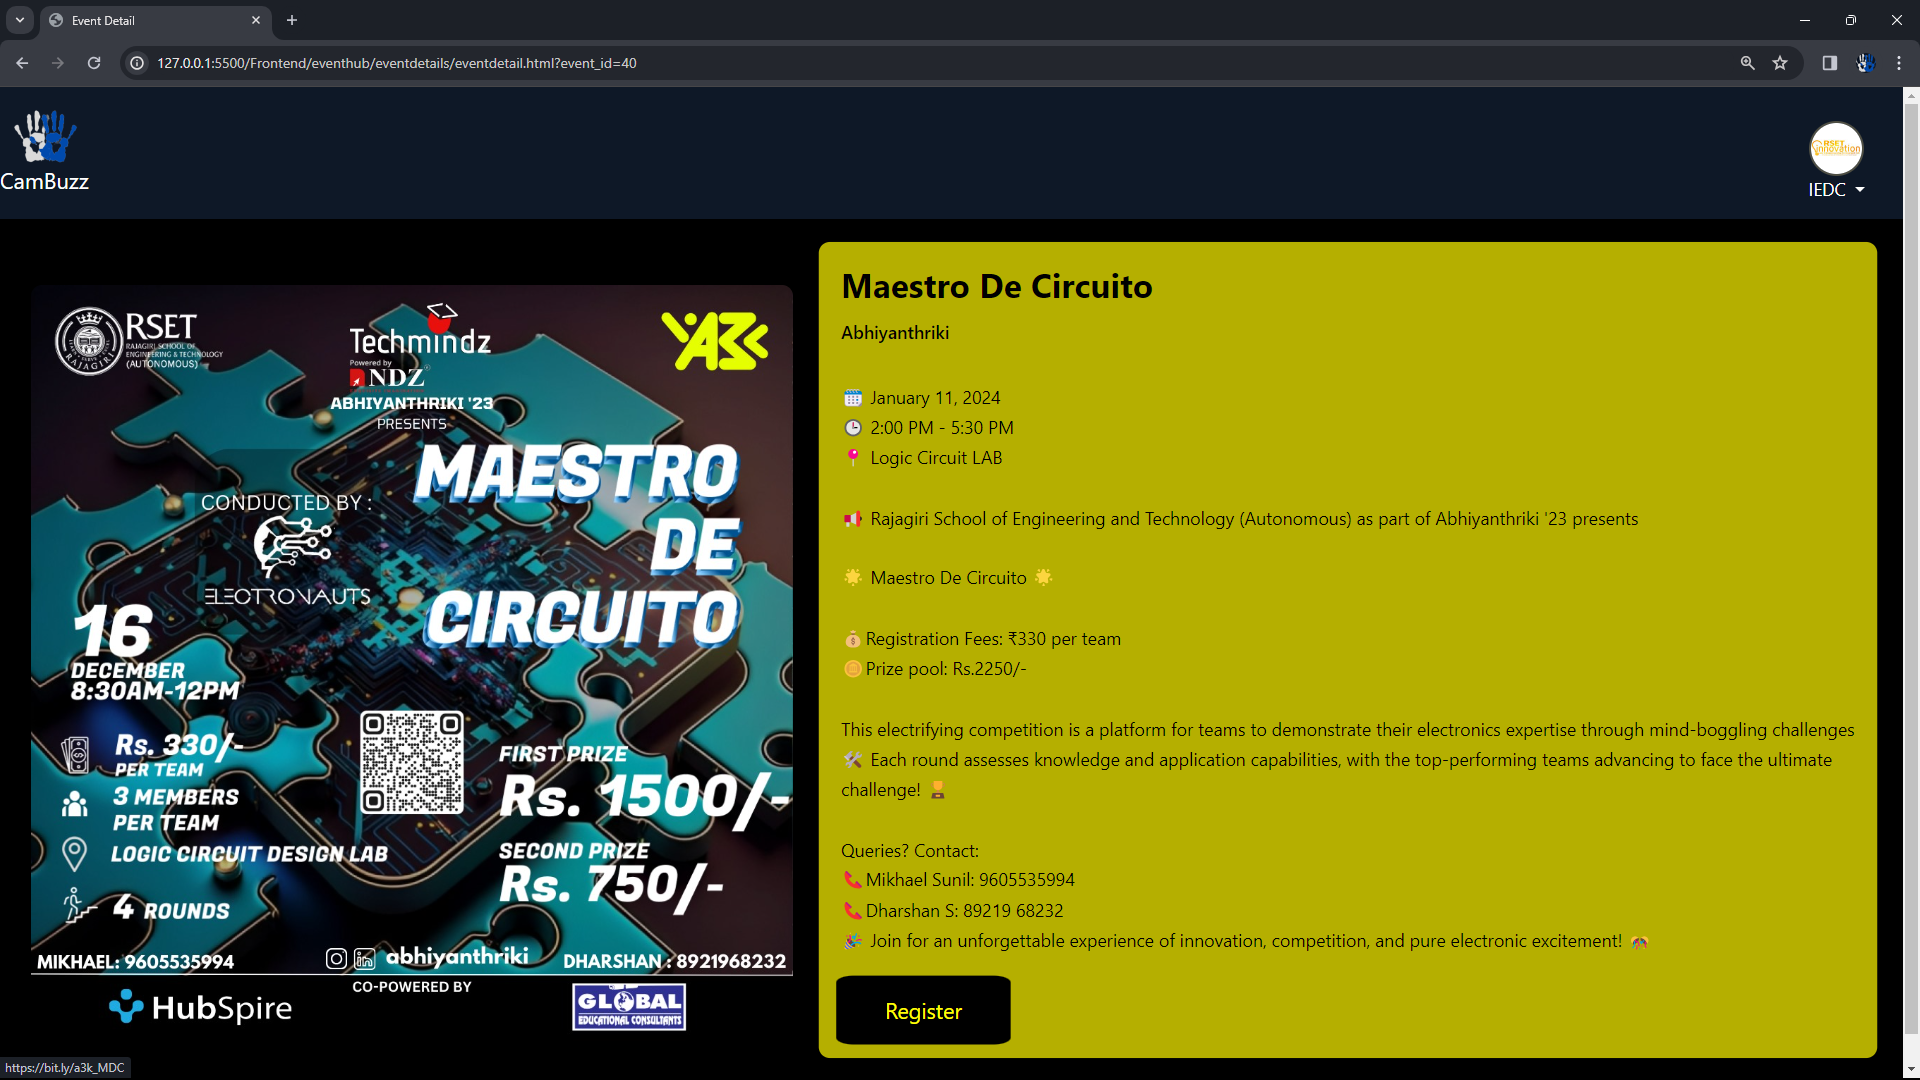 Event Detail
127.0.0.1:5500/Frontend/eventhub/eventdetails/eventdetail.html?event_id=40
CamBuzz
RSET
innovation
IEDC
RSET
RAJAGIRI SCHOOL OF
ENGINEERING & TECHNOLOGY
(AUTONOMOUS)
RAJAGIRI
Techmindz
Powered by
NDZ
A3K
ABHIYANTHRIKI '23
PRESENTS
MAESTRO
DE
CIRCUITO
CONDUCTED BY :
ELECTRONAUTS
16
DECEMBER
8:30AM-12PM
Rs. 330/-
PER TEAM
3 MEMBERS
PER TEAM
LOGIC CIRCUIT DESIGN LAB
4 ROUNDS
FIRST PRIZE
Rs. 1500/-
SECOND PRIZE
Rs. 750/-
MIKHAEL: 9605535994
abhiyanthriki
DHARSHAN : 8921968232
CO-POWERED BY
HubSpire
GLOBAL
EDUCATIONAL CONSULTANTS
Maestro De Circuito
Abhiyanthriki
🗓️ January 11, 2024
🕒 2:00 PM - 5:30 PM
📍 Logic Circuit LAB
📢 Rajagiri School of Engineering and Technology (Autonomous) as part of Abhiyanthriki '23 presents
🌟 Maestro De Circuito 🌟
💰Registration Fees: ₹330 per team
🪙Prize pool: Rs.2250/-
This electrifying competition is a platform for teams to demonstrate their electronics expertise through mind-boggling challenges
🛠️ Each round assesses knowledge and application capabilities, with the top-performing teams advancing to face the ultimate
challenge! 🏆
Queries? Contact:
📞Mikhael Sunil: 9605535994
📞Dharshan S: 89219 68232
🎉 Join for an unforgettable experience of innovation, competition, and pure electronic excitement! 🎊
Register
https://bit.ly/a3k_MDC